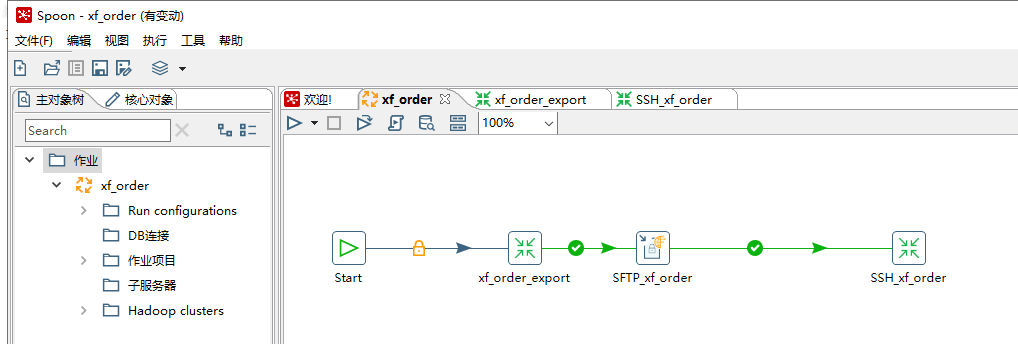 Spoon - xf_order (有变动)
文件(F) 编辑 视图 执行 工具 帮助
主对象树 核心对象 欢迎! xf_order xf_order_export SSH_xf_order
100%
Search
作业
xf_order
Run configurations
DB连接
作业项目
子服务器
Hadoop clusters
Start xf_order_export SFTP_xf_order SSH_xf_order